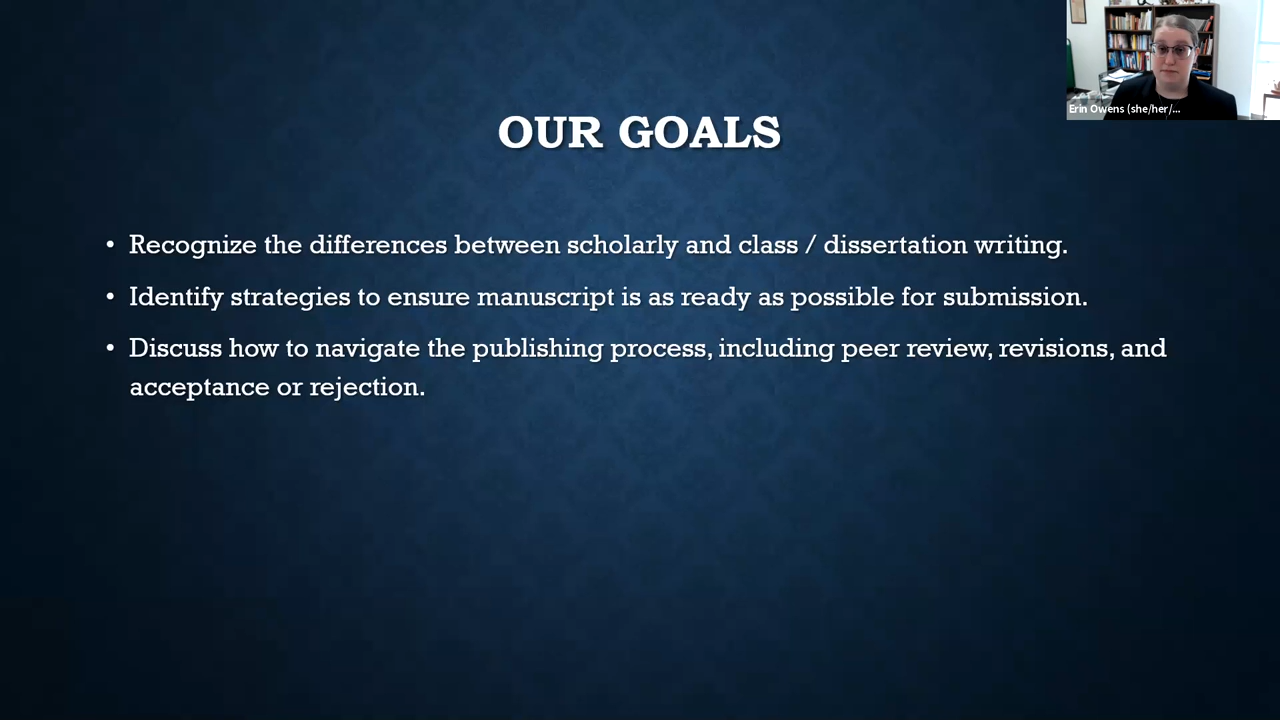 OUR GOALS
• Recognize the differences between scholarly and class / dissertation writing.
• Identify strategies to ensure manuscript is as ready as possible for submission.
• Discuss how to navigate the publishing process, including peer review, revisions, and
acceptance or rejection.
Erin Owens (she/her/...